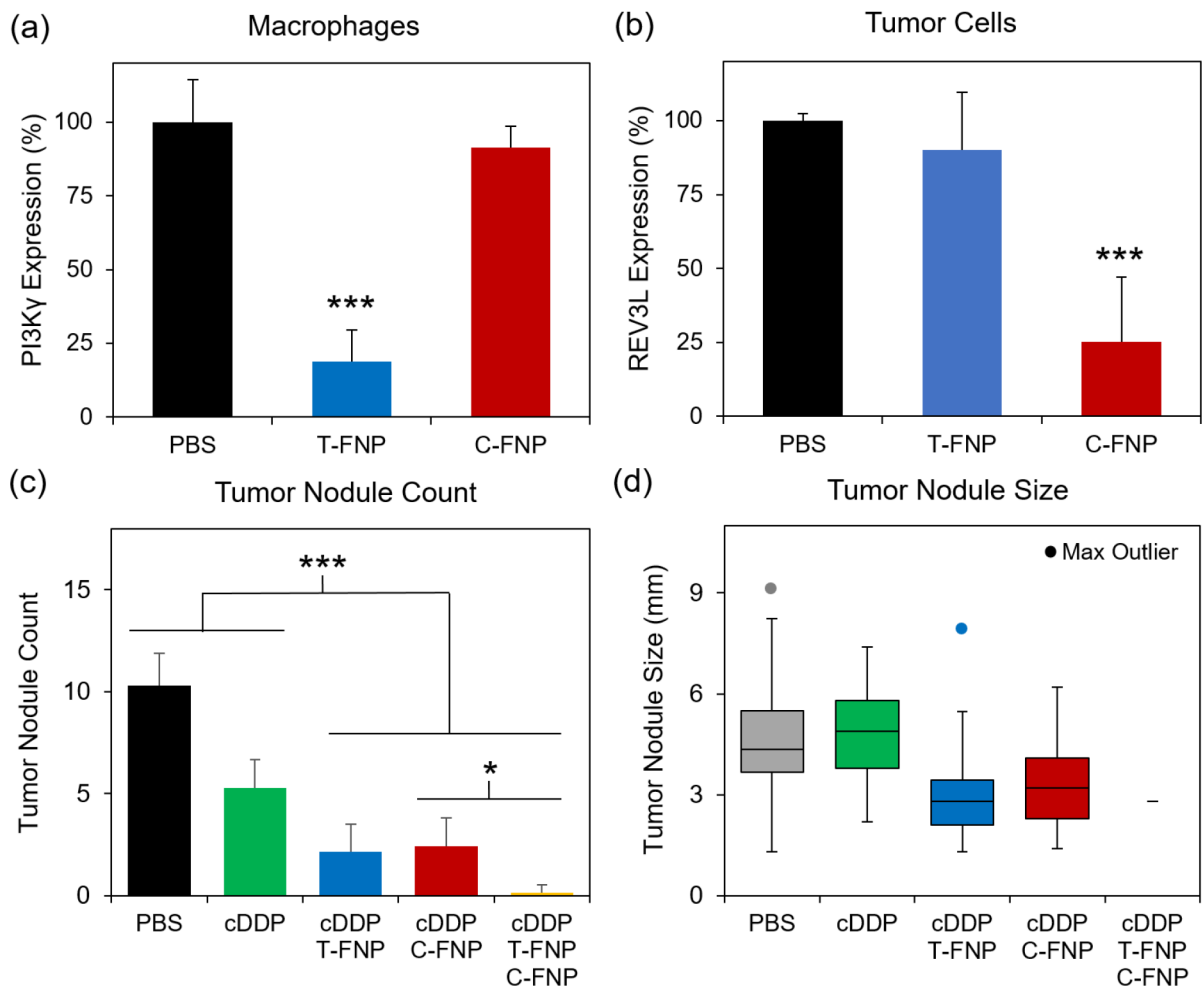 (a)
Macrophages
PI3Kγ Expression (%)
100
75
50
25
0
***
PBS
T-FNP
C-FNP
(b)
Tumor Cells
REV3L Expression (%)
100
75
50
25
0
***
PBS
T-FNP
C-FNP
(c)
Tumor Nodule Count
Tumor Nodule Count
15
10
5
0
***
*
PBS
cDDP
cDDP
T-FNP
cDDP
C-FNP
cDDP
T-FNP
C-FNP
(d)
Tumor Nodule Size
Tumor Nodule Size (mm)
Max Outlier
9
6
3
0
PBS
cDDP
cDDP
T-FNP
cDDP
C-FNP
cDDP
T-FNP
C-FNP